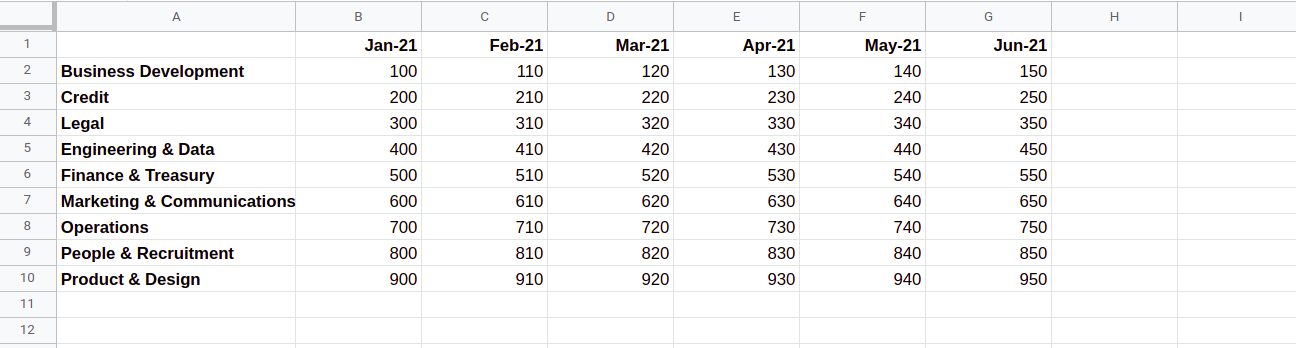 A B C D E F G H I
1 Jan-21 Feb-21 Mar-21 Apr-21 May-21 Jun-21
2 Business Development 100 110 120 130 140 150
3 Credit 200 210 220 230 240 250
4 Legal 300 310 320 330 340 350
5 Engineering & Data 400 410 420 430 440 450
6 Finance & Treasury 500 510 520 530 540 550
7 Marketing & Communications 600 610 620 630 640 650
8 Operations 700 710 720 730 740 750
9 People & Recruitment 800 810 820 830 840 850
10 Product & Design 900 910 920 930 940 950
11
12